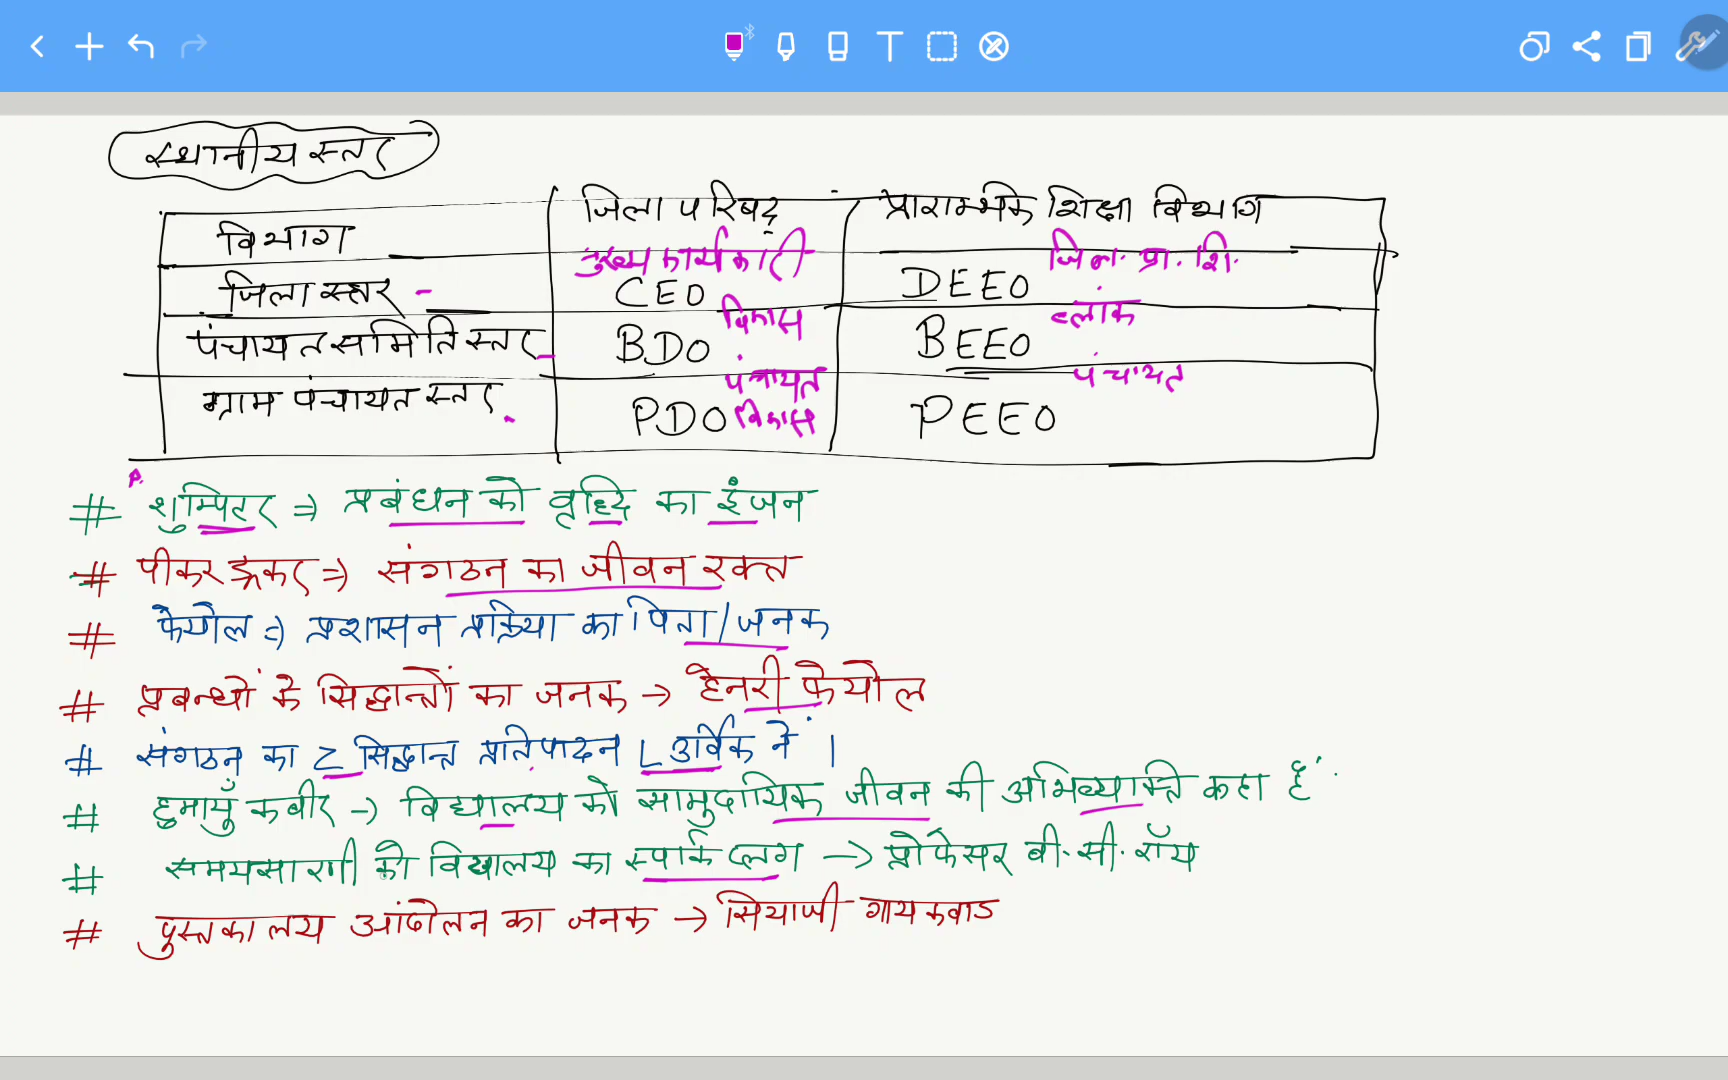 स्थानीय स्तर
विभाग जिला परिषद् प्रारम्भिक शिक्षा विभाग
मुख्य कार्यकारी जिला. प्रा. शि.
जिला स्तर - CEO DEEO
विकास ब्लांक
पंचायत समिति स्तर - BDO BEEO
पंचायत पंचायत
ग्राम पंचायत स्तर - PDO विकास PEEO
# शुम्पिटर ⇒ प्रबंधन को वृद्धि का इंजन
# पीकर ड्रकर ⇒ संगठन का जीवन रक्त
# फेयोल ⇒ प्रशासन प्रक्रिया का पिता/जनक
# प्रबन्धों के सिद्धान्तों का जनक → हेनरी फेयोल
# संगठन का Z सिद्धान्त प्रतिपादन L उर्विक ने |
# हुमायुँ कबीर → विद्यालय को सामुदायिक जीवन की अभिव्यक्ति कहा है
# समयसारणी को विद्यालय का स्पार्क प्लग → प्रोफेसर बी. सी. रॉय
# पुस्तकालय आंदोलन का जनक → सियाजी गायकवाड